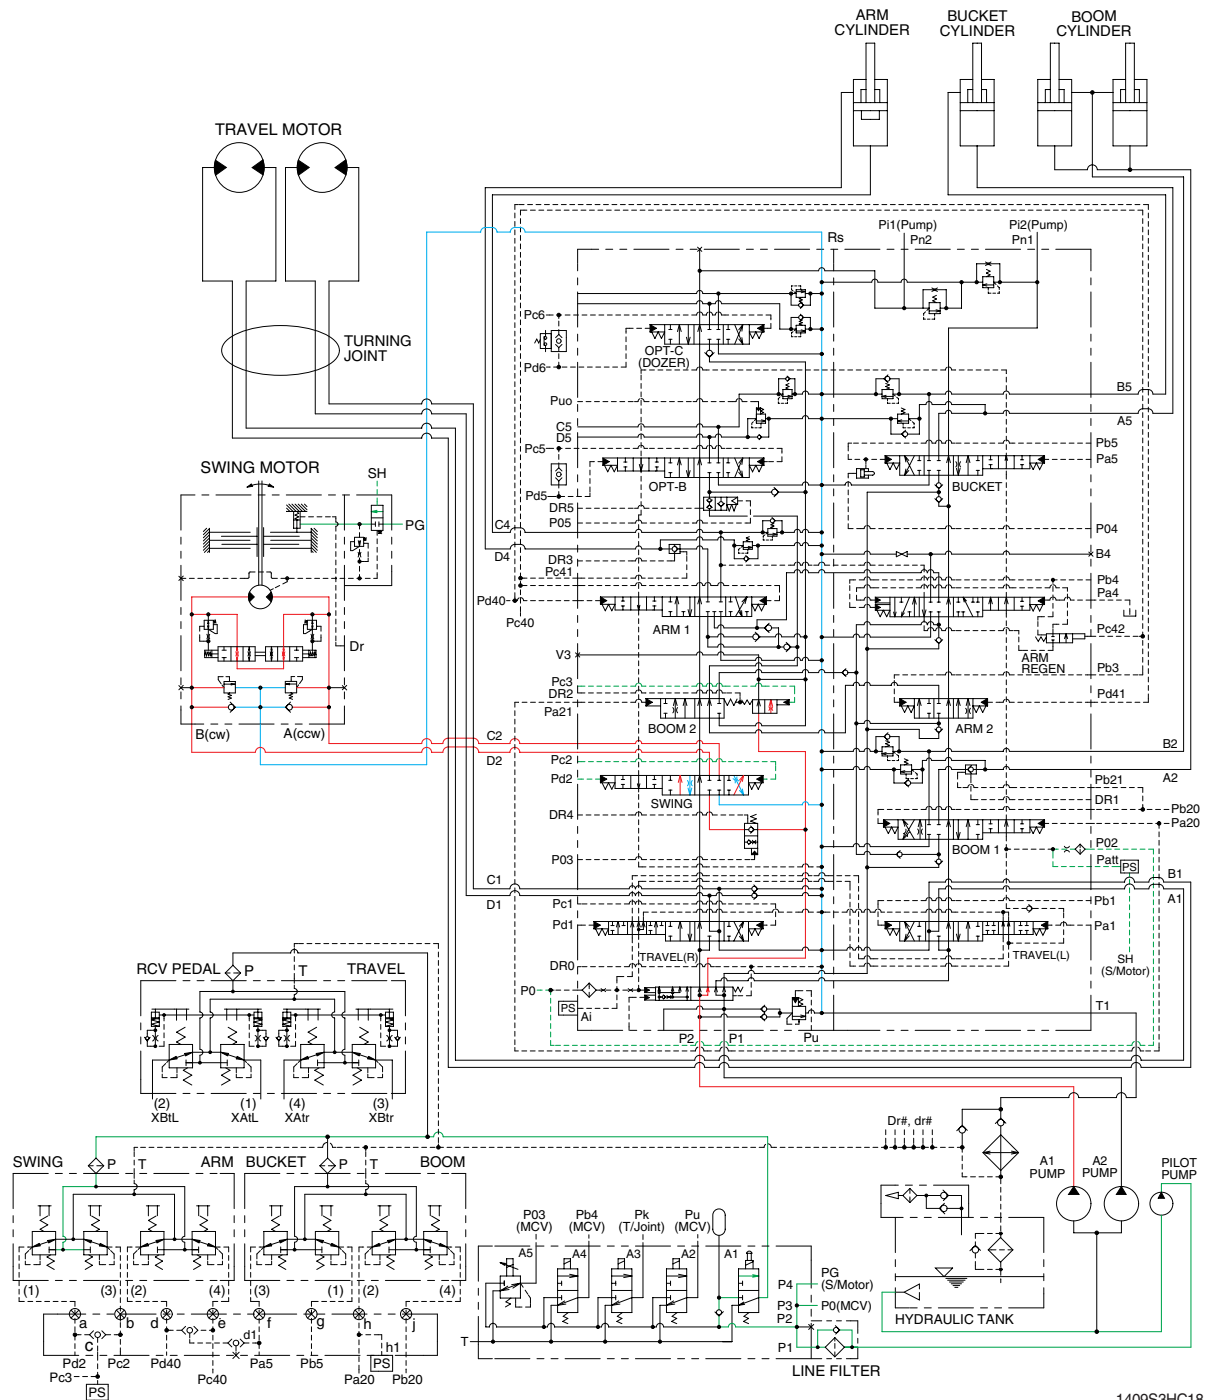 ARM
CYLINDER
BUCKET
CYLINDER
BOOM
CYLINDER
TRAVEL MOTOR
TURNING
JOINT
Pi1(Pump)
Pn2
Pi2(Pump)
Pn1
Rs
Pc6
OPT-C
(DOZER)
Pd6
Puo
C5
D5
Pc5
B5
A5
Pb5
Pa5
SWING MOTOR
SH
PG
Pd5
OPT-B
BUCKET
DR5
P05
P04
C4
D4
DR3
Pc41
B4
Pb4
Pa4
Pd40
Pc40
ARM 1
Pc42
ARM
REGEN
Dr
V3
Pb3
Pc3
DR2
Pa21
BOOM 2
ARM 2
Pd41
B(cw)
A(ccw)
C2
D2
B2
A2
Pc2
Pd2
SWING
Pb21
DR1
Pb20
Pa20
DR4
BOOM 1
P02
Patt
PS
P03
C1
D1
B1
A1
Pc1
Pd1
Pb1
Pa1
TRAVEL(R)
TRAVEL(L)
SH
(S/Motor)
DR0
P0
PS
Ai
T1
P2
P1
Pu
RCV PEDAL
P
T
TRAVEL
(2)
XBtL
(1)
XAtL
(4)
XAtr
(3)
XBtr
Dr#, dr#
SWING
P
T
ARM
BUCKET
P
T
BOOM
A1
PUMP
A2
PUMP
PILOT
PUMP
P03
(MCV)
Pb4
(MCV)
Pk
(T/Joint)
Pu
(MCV)
A5
A4
A3
A2
A1
P4
PG
(S/Motor)
P3
P0(MCV)
P2
T
P1
LINE FILTER
HYDRAULIC TANK
(1)
(3)
(2)
(4)
(3)
(1)
(2)
(4)
a
b
d
e
f
g
h
j
c
d1
h1
Pd2
Pc2
Pd40
Pa5
Pb5
PS
Pc3
PS
Pc40
Pa20
Pb20
1409S3HC18